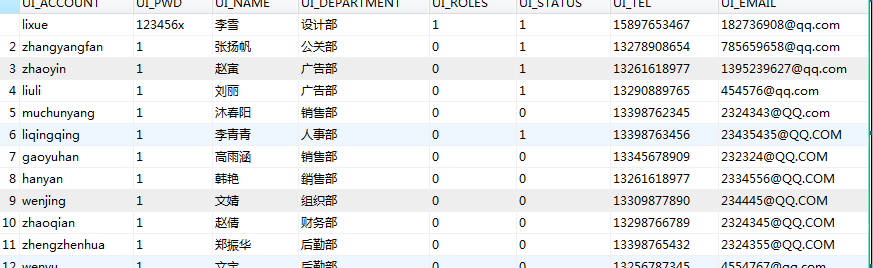 UI_ACCOUNT UI_PWD UI_NAME UI_DEPARTMENT UI_ROLES UI_STATUS UI_TEL UI_EMAIL
lixue 123456x 李雪 设计部 1 1 15897653467 182736908@qq.com
2 zhangyangfan 1 张扬帆 公关部 0 1 13278908654 785659658@qq.com
3 zhaoyin 1 赵寅 广告部 0 1 13261618977 1395239627@qq.com
4 liuli 1 刘丽 广告部 0 1 13290889765 454576@qq.com
5 muchunyang 1 沐春阳 销售部 0 0 13398762345 2324343@QQ.com
6 liqingqing 1 李青青 人事部 0 1 13398763456 23435435@QQ.COM
7 gaoyuhan 1 高雨涵 销售部 0 0 13345678909 232324@QQ.COM
8 hanyan 1 韩艳 銷售部 0 0 13261618977 2334556@QQ.COM
9 wenjing 1 文婧 组织部 0 0 13309877890 234445@QQ.COM
10 zhaoqian 1 赵倩 财务部 0 0 13298766789 2324345@QQ.COM
11 zhengzhenhua 1 郑振华 后勤部 0 0 13398765432 2324355@QQ.COM
12 wenyu 1 后勤部 0 0 13256787345 4554767@qq.com